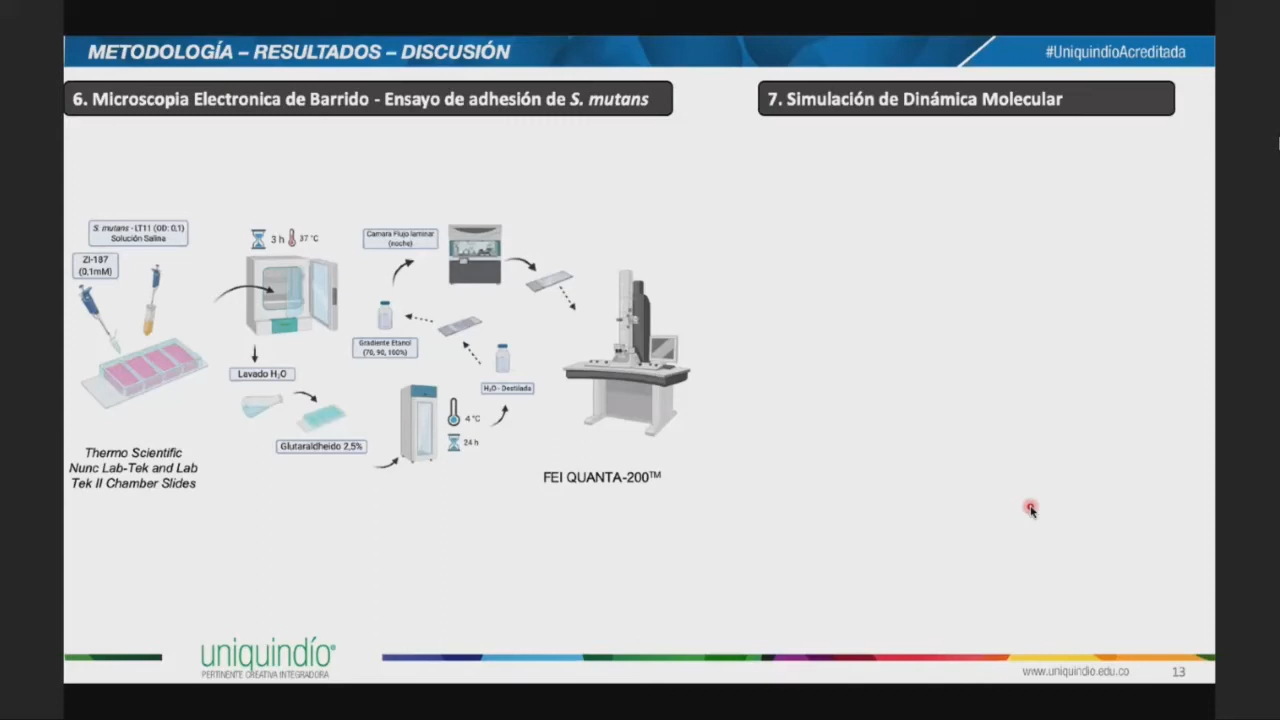 METODOLOGÍA – RESULTADOS – DISCUSIÓN
#UniquindíoAcreditada
6. Microscopia Electronica de Barrido - Ensayo de adhesión de S. mutans
7. Simulación de Dinámica Molecular
S. mutans - LT11 (OD: 0,1)
Solución Salina
ZI-187
(0,1mM)
3 h
37 °C
Camara Flujo laminar
(noche)
Gradiente Etanol
(70, 90, 100%)
Lavado H₂O
H₂O - Destilada
4 °C
24 h
Glutaraldheido 2,5%
Thermo Scientific
Nunc Lab-Tek and Lab
Tek II Chamber Slides
FEI QUANTA-200™
uniquindío®
PERTINENTE CREATIVA INTEGRADORA
www.uniquindio.edu.co
13